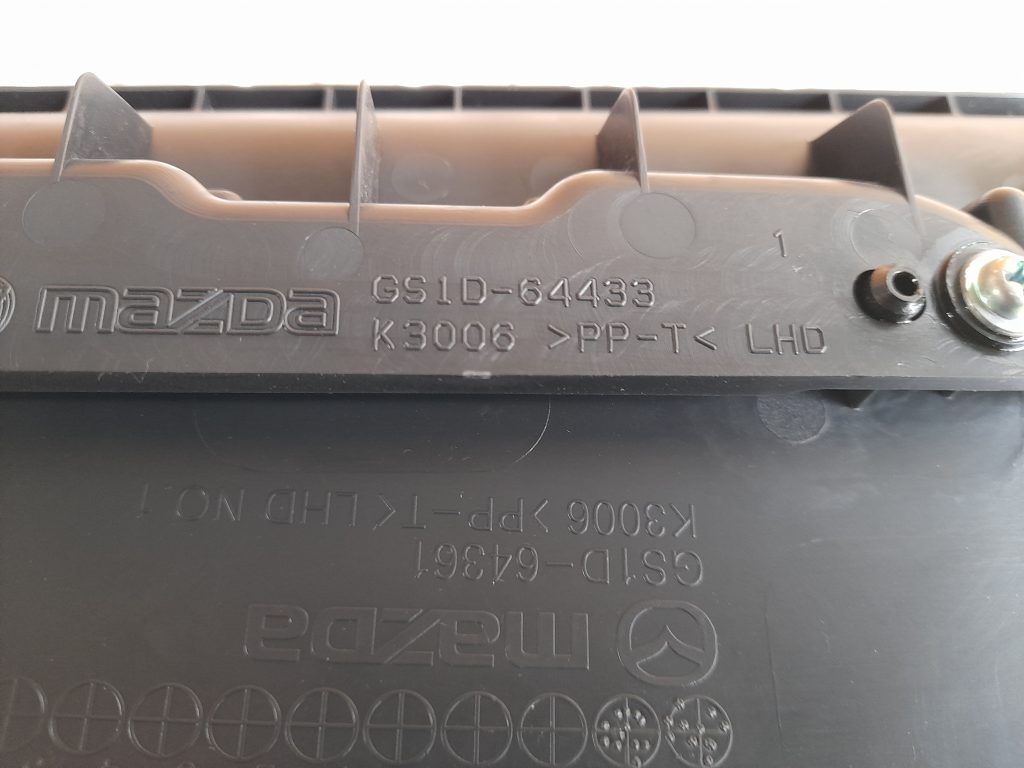 1
mazda
GS1D-64433
K3006 >PP-T< LHD
K3006 >PP-T< LHD NO.1
GS1D-64361
mazda